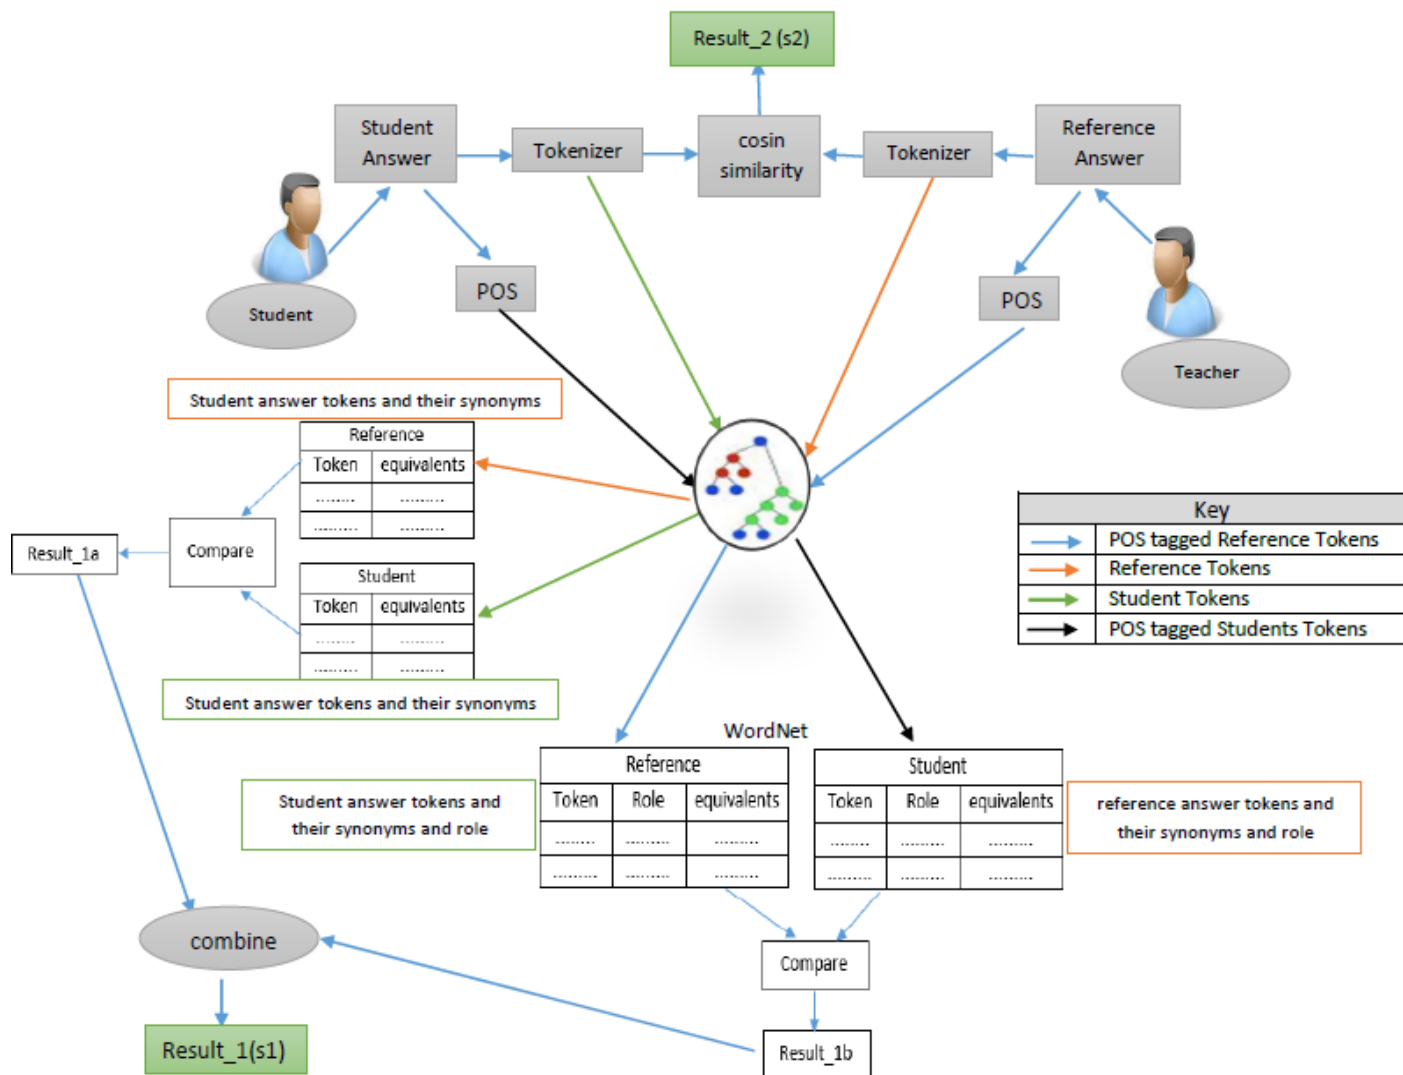 Result_2 (s2)
Student
Answer
Tokenizer
cosin
similarity
Tokenizer
Reference
Answer
POS
POS
Student
Teacher
Student answer tokens and their synonyms
Reference
Token equivalents
......... ..........
......... ..........
Compare
Result_1a
Student
Token equivalents
......... ..........
......... ..........
Student answer tokens and their synonyms
Key
POS tagged Reference Tokens
Reference Tokens
Student Tokens
POS tagged Students Tokens
WordNet
Student answer tokens and
their synonyms and role
Reference
Token Role equivalents
......... ......... ..........
......... ......... ..........
Student
Token Role equivalents
......... ......... ..........
......... ......... ..........
reference answer tokens and
their synonyms and role
combine
Compare
Result_1(s1)
Result_1b